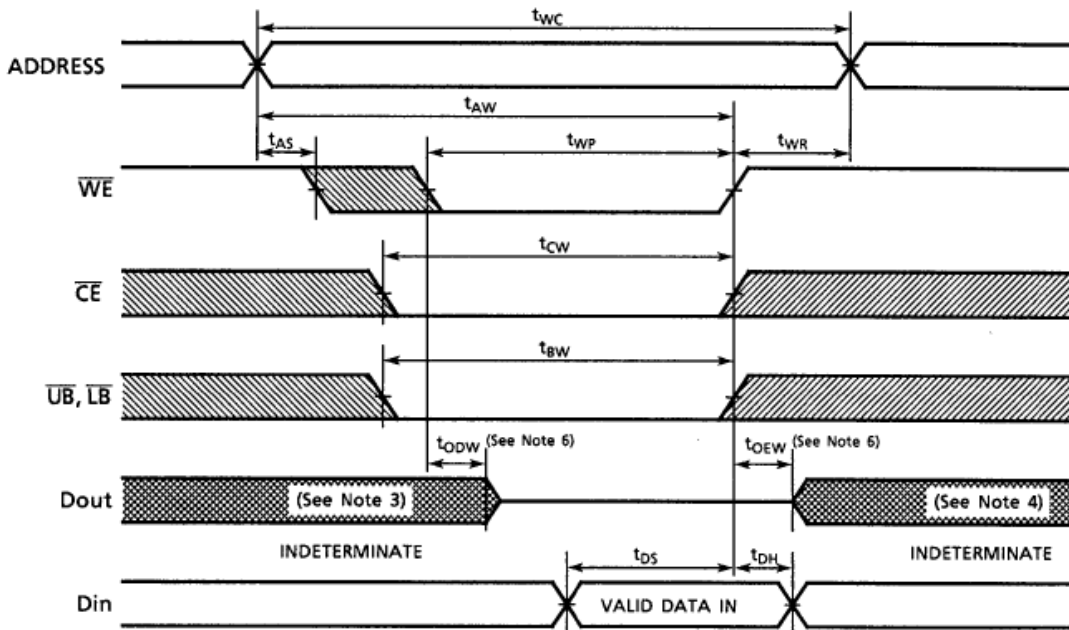 tWC
ADDRESS
tAW
tAS
tWP
tWR
WE
tCW
CE
tBW
UB, LB
tODW (See Note 6)
tOEW (See Note 6)
Dout
(See Note 3)
(See Note 4)
INDETERMINATE
INDETERMINATE
tDS
tDH
Din
VALID DATA IN